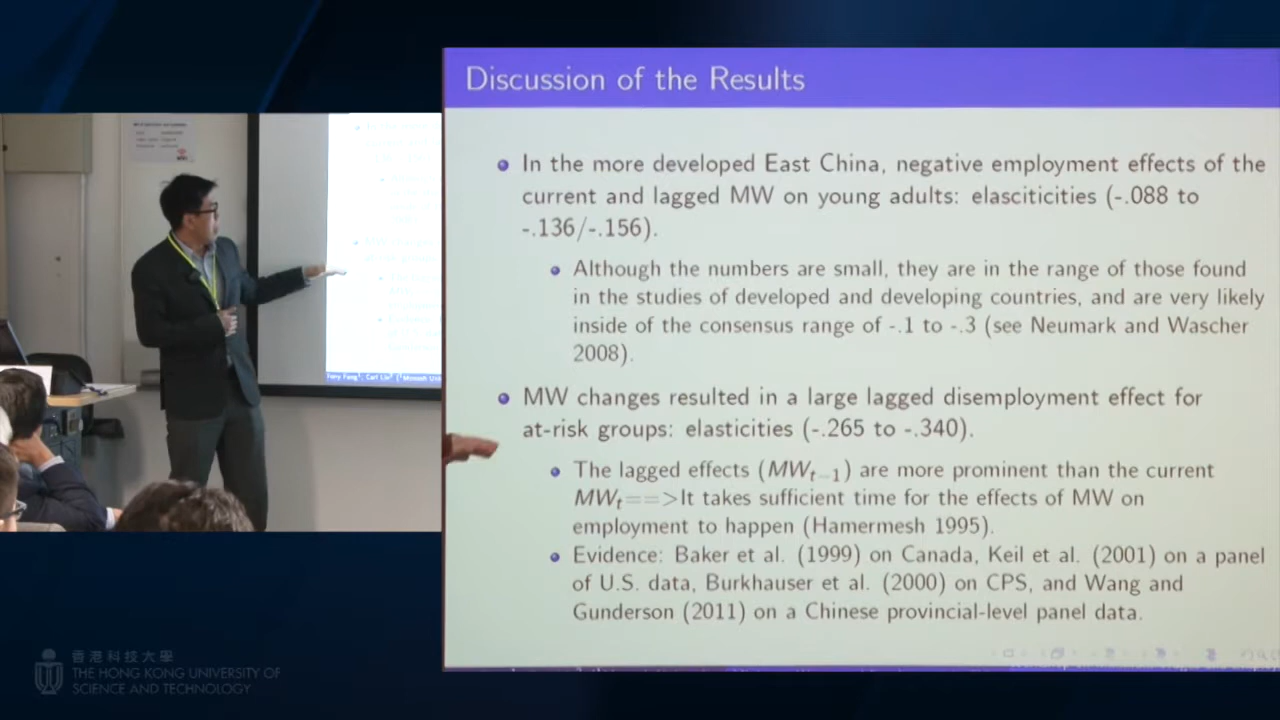 Discussion of the Results
In the more developed East China, negative employment effects of the
current and lagged MW on young adults: elasciticities (-.088 to
-.136/-.156).
Although the numbers are small, they are in the range of those found
in the studies of developed and developing countries, and are very likely
inside of the consensus range of -.1 to -.3 (see Neumark and Wascher
2008).
MW changes resulted in a large lagged disemployment effect for
at-risk groups: elasticities (-.265 to -.340).
The lagged effects (MWt−1) are more prominent than the current
MWt==>It takes sufficient time for the effects of MW on
employment to happen (Hamermesh 1995).
Evidence: Baker et al. (1999) on Canada, Keil et al. (2001) on a panel
of U.S. data, Burkhauser et al. (2000) on CPS, and Wang and
Gunderson (2011) on a Chinese provincial-level panel data.
香港科技大學
THE HONG KONG UNIVERSITY OF
SCIENCE AND TECHNOLOGY